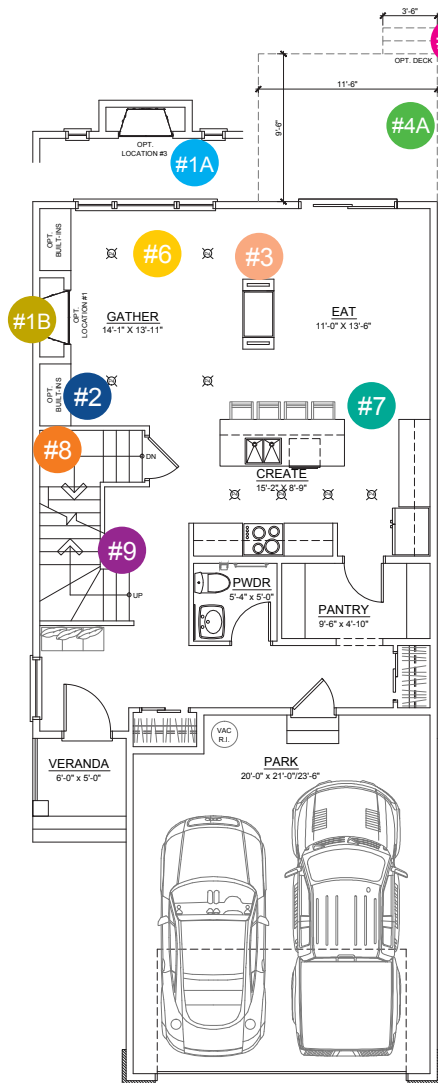 3'-6"
#
OPT. DECK
11'-6"
9'-6"
#4A
OPT.
LOCATION #3
#1A
OPT.
BUILT-INS
#6
#3
#1B
OPT.
LOCATION #1
GATHER
14'-1" X 13'-11"
EAT
11'-0" X 13'-6"
OPT.
BUILT-INS
#2
#7
#8
DN
CREATE
15'-2" X 8'-9"
#9
UP
PWDR
5'-4" x 5'-0"
PANTRY
9'-6" x 4'-10"
VAC
R.I.
VERANDA
6'-0" x 5'-0"
PARK
20'-0" x 21'-0"/23'-6"